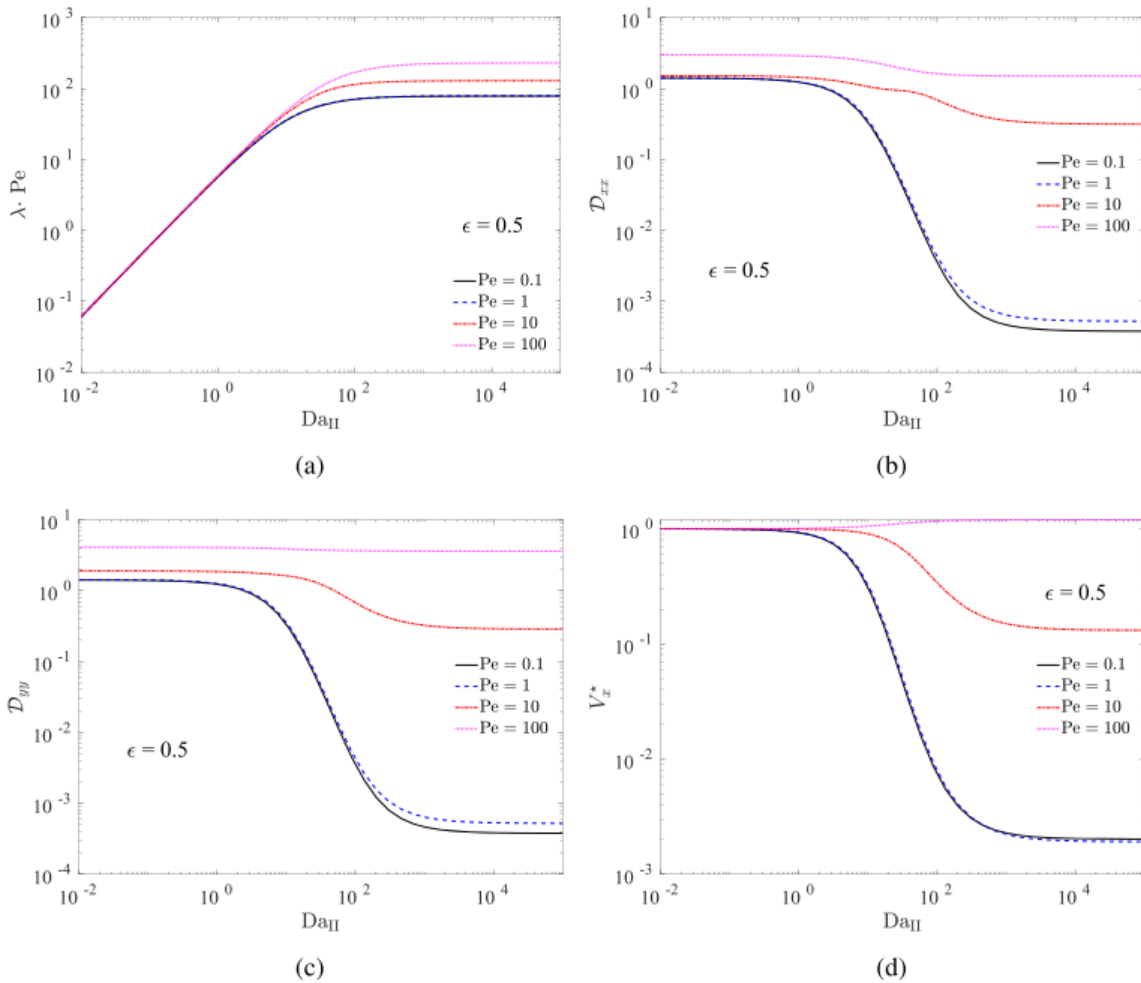 10^3
10^2
10^1
10^0
10^-1
10^-2
λ· Pe
ϵ = 0.5
Pe = 0.1
Pe = 1
Pe = 10
Pe = 100
10^-2
10^0
10^2
10^4
Da_II
(a)
10^1
10^0
10^-1
10^-2
10^-3
10^-4
𝒟_xx
Pe = 0.1
Pe = 1
Pe = 10
Pe = 100
ϵ = 0.5
10^-2
10^0
10^2
10^4
Da_II
(b)
10^1
10^0
10^-1
10^-2
10^-3
10^-4
𝒟_yy
Pe = 0.1
Pe = 1
Pe = 10
Pe = 100
ϵ = 0.5
10^-2
10^0
10^2
10^4
Da_II
(c)
10^0
10^-1
10^-2
10^-3
V_x^⋆
ϵ = 0.5
Pe = 0.1
Pe = 1
Pe = 10
Pe = 100
10^-2
10^0
10^2
10^4
Da_II
(d)